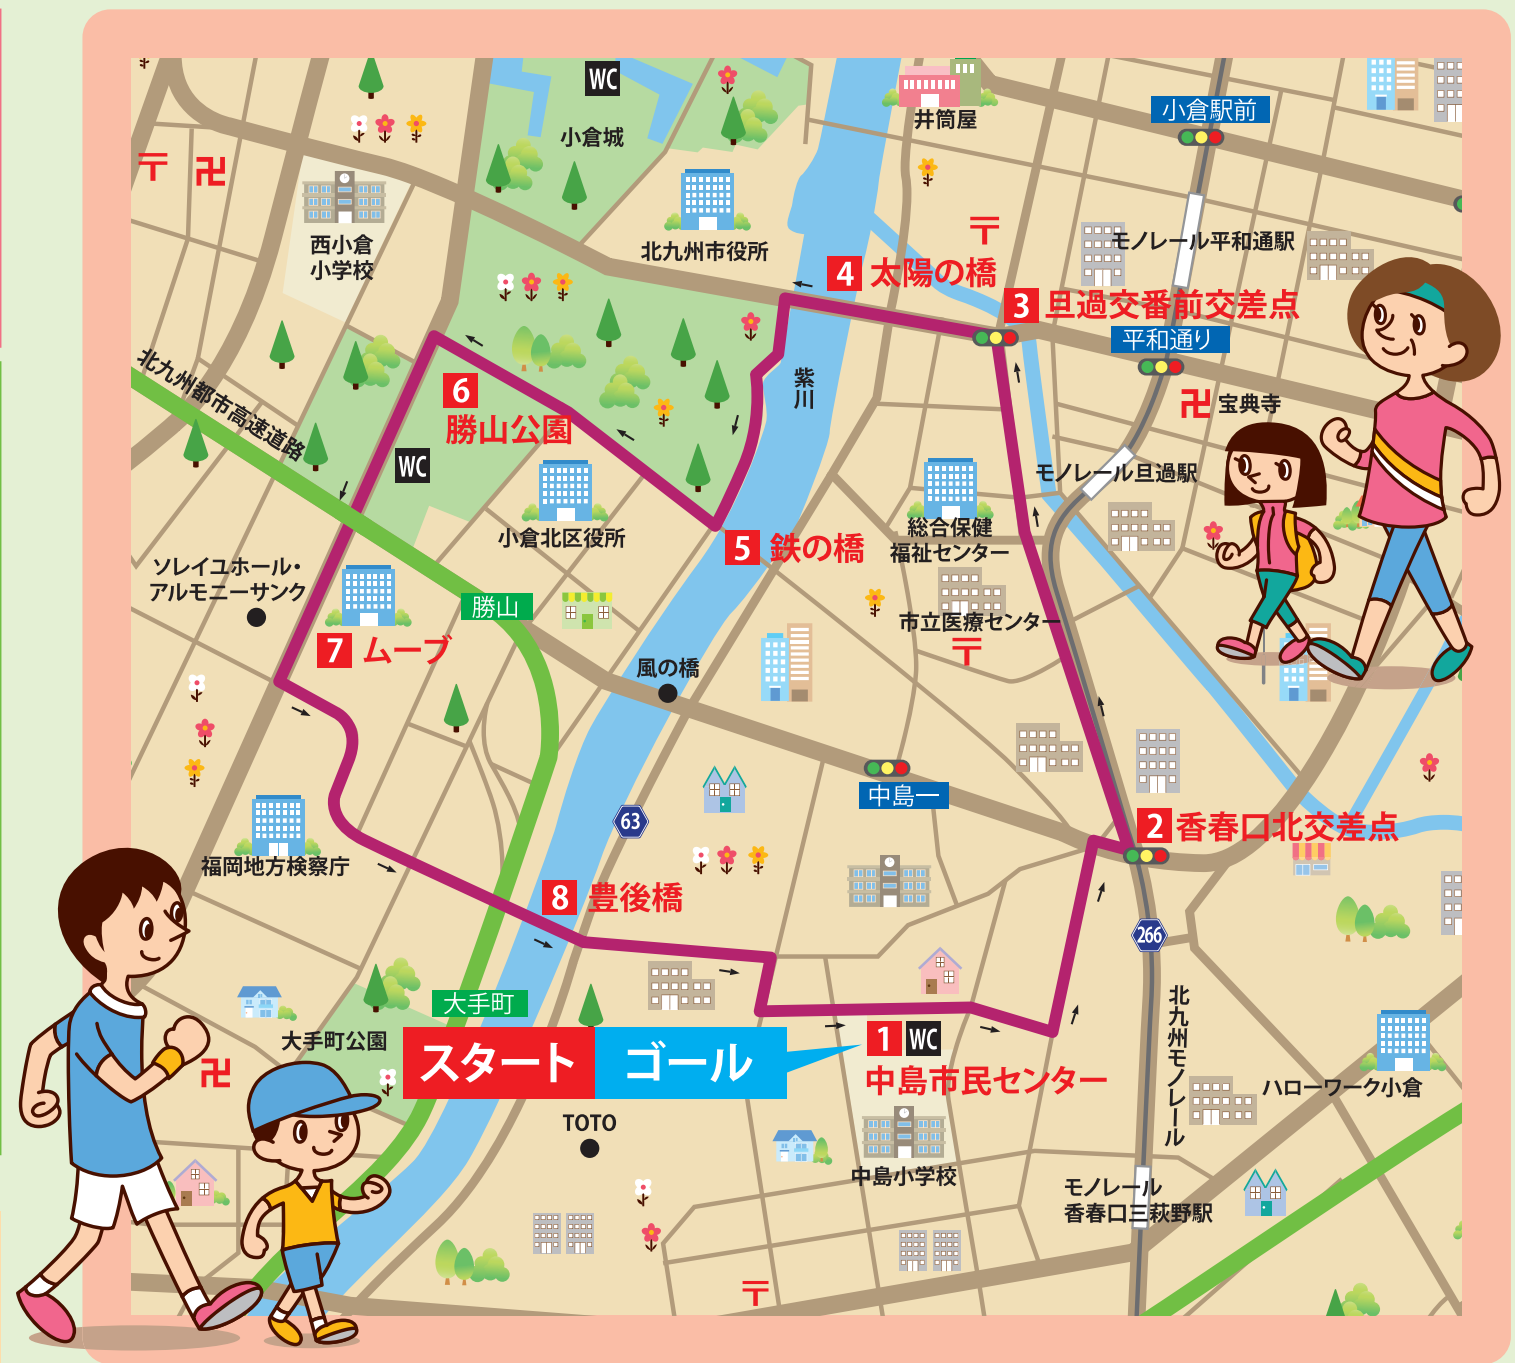 WC
小倉城
井筒屋
小倉駅前
西小倉
小学校
北九州市役所
モノレール平和通駅
4 太陽の橋
3 旦過交番前交差点
平和通り
北九州都市高速道路
紫川
6
勝山公園
宝典寺
WC
モノレール旦過駅
小倉北区役所
総合保健
福祉センター
5 鉄の橋
ソレイユホール・
アルモニーサンク
勝山
市立医療センター
7 ムーブ
風の橋
中島一
63
2 香春口北交差点
福岡地方検察庁
8 豊後橋
266
大手町
北九州モノレール
大手町公園
スタート ゴール
1 WC
中島市民センター
ハローワーク小倉
TOTO
中島小学校
モノレール
香春口三萩野駅